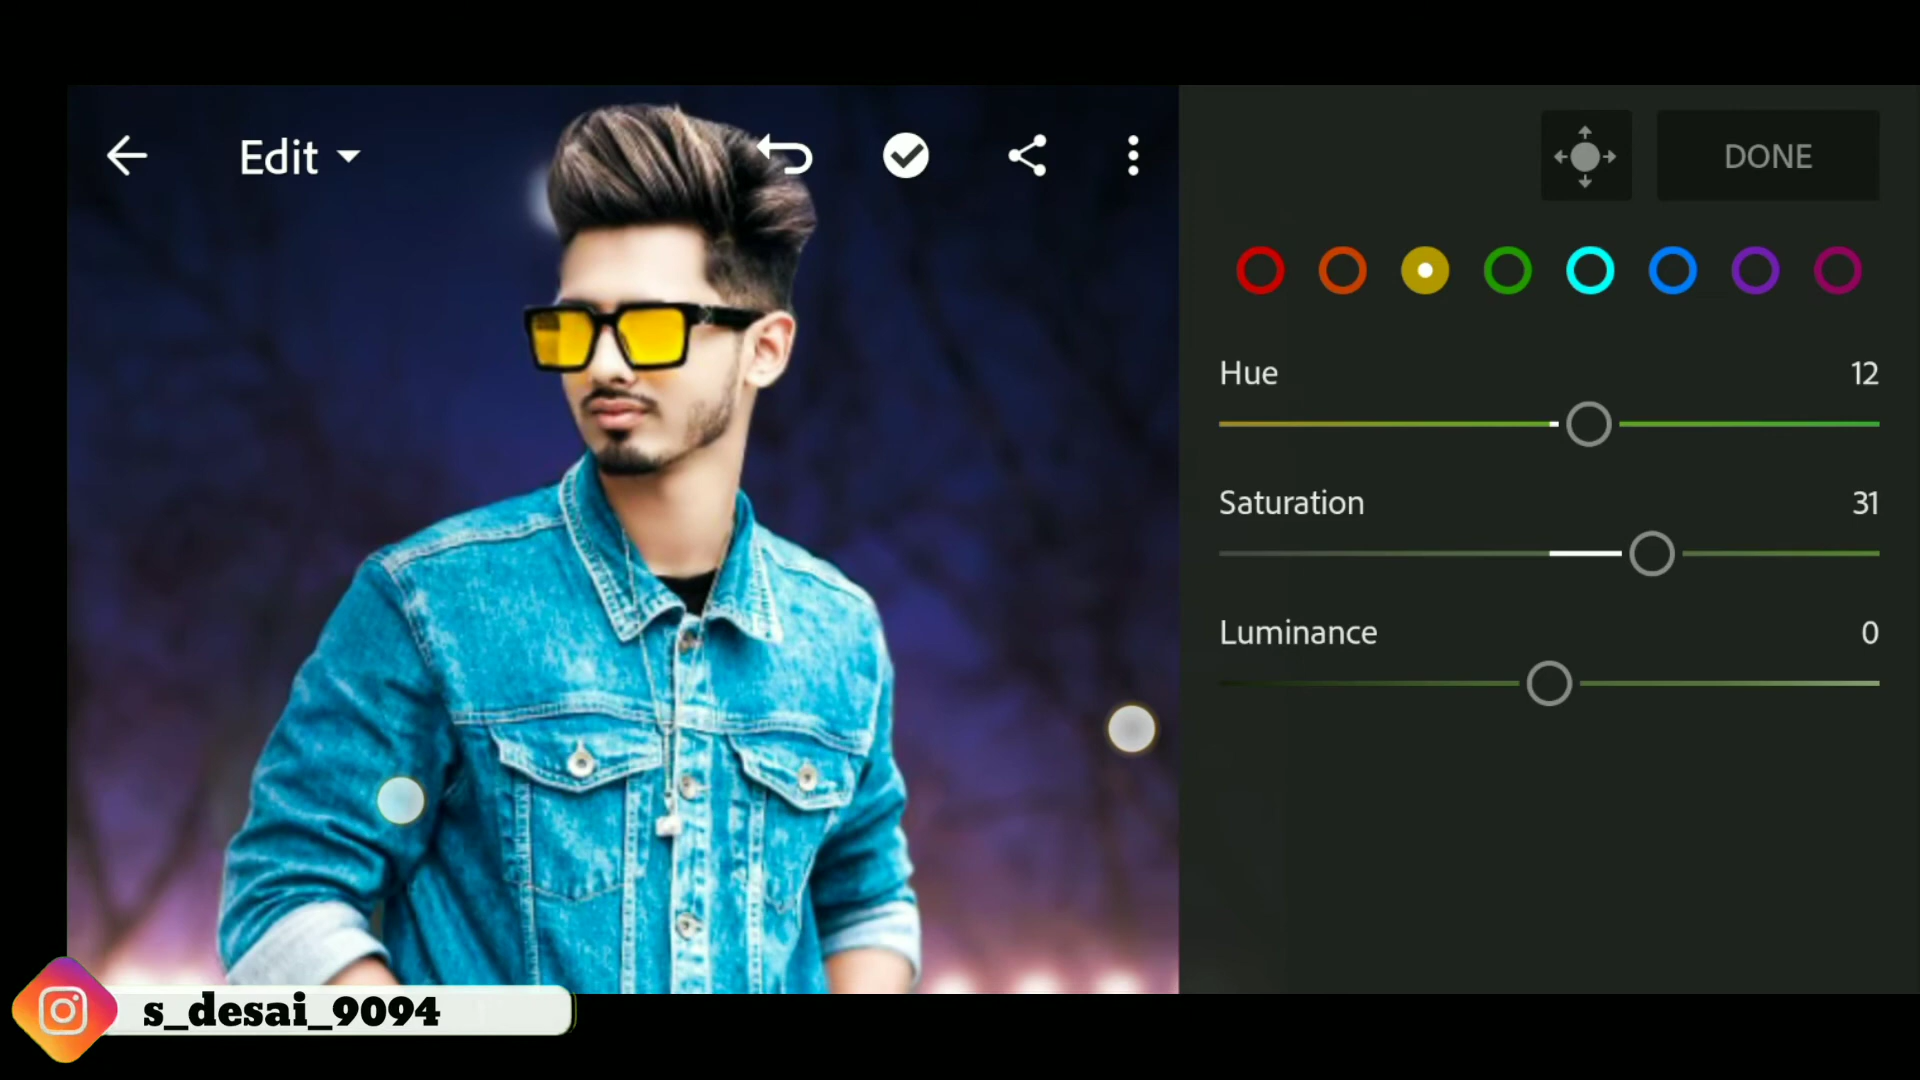 Edit
DONE
Hue 12
Saturation 31
Luminance 0
s_desai_9094